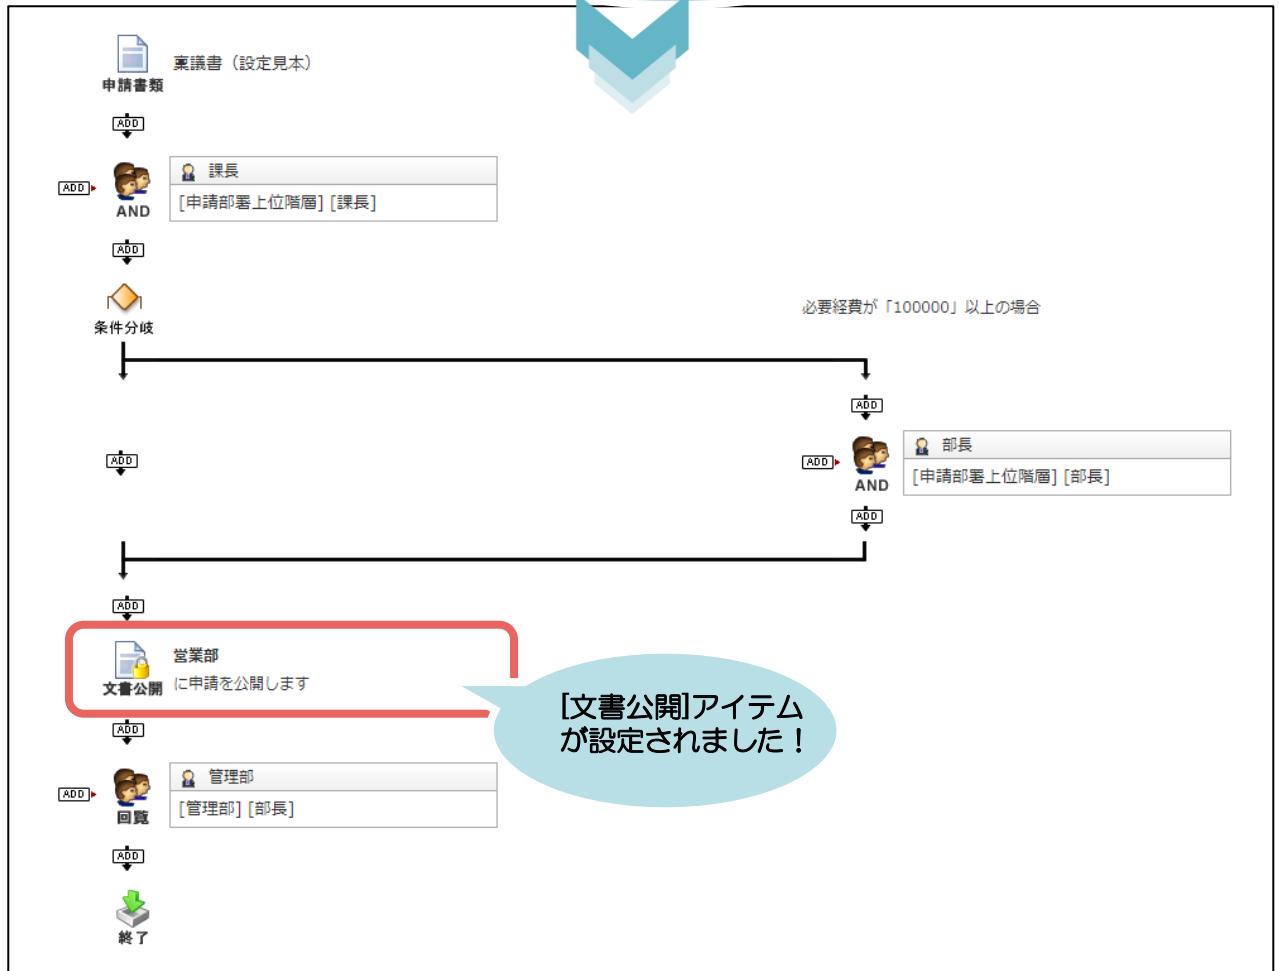 稟議書（設定見本）
申請書類
ADD
課長
ADD
[申請部署上位階層] [課長]
AND
ADD
必要経費が「100000」以上の場合
条件分岐
ADD
部長
ADD
ADD
[申請部署上位階層] [部長]
AND
ADD
ADD
営業部
に申請を公開します
文書公開
[文書公開]アイテム
が設定されました！
ADD
管理部
ADD
[管理部] [部長]
回覧
ADD
終了